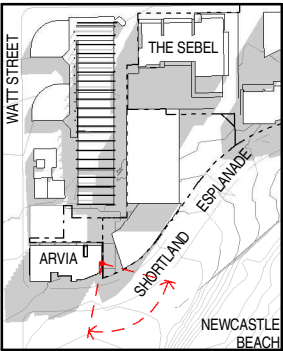 THE SEBEL
WATT STREET
SHORTLAND ESPLANADE
ARVIA
NEWCASTLE
BEACH